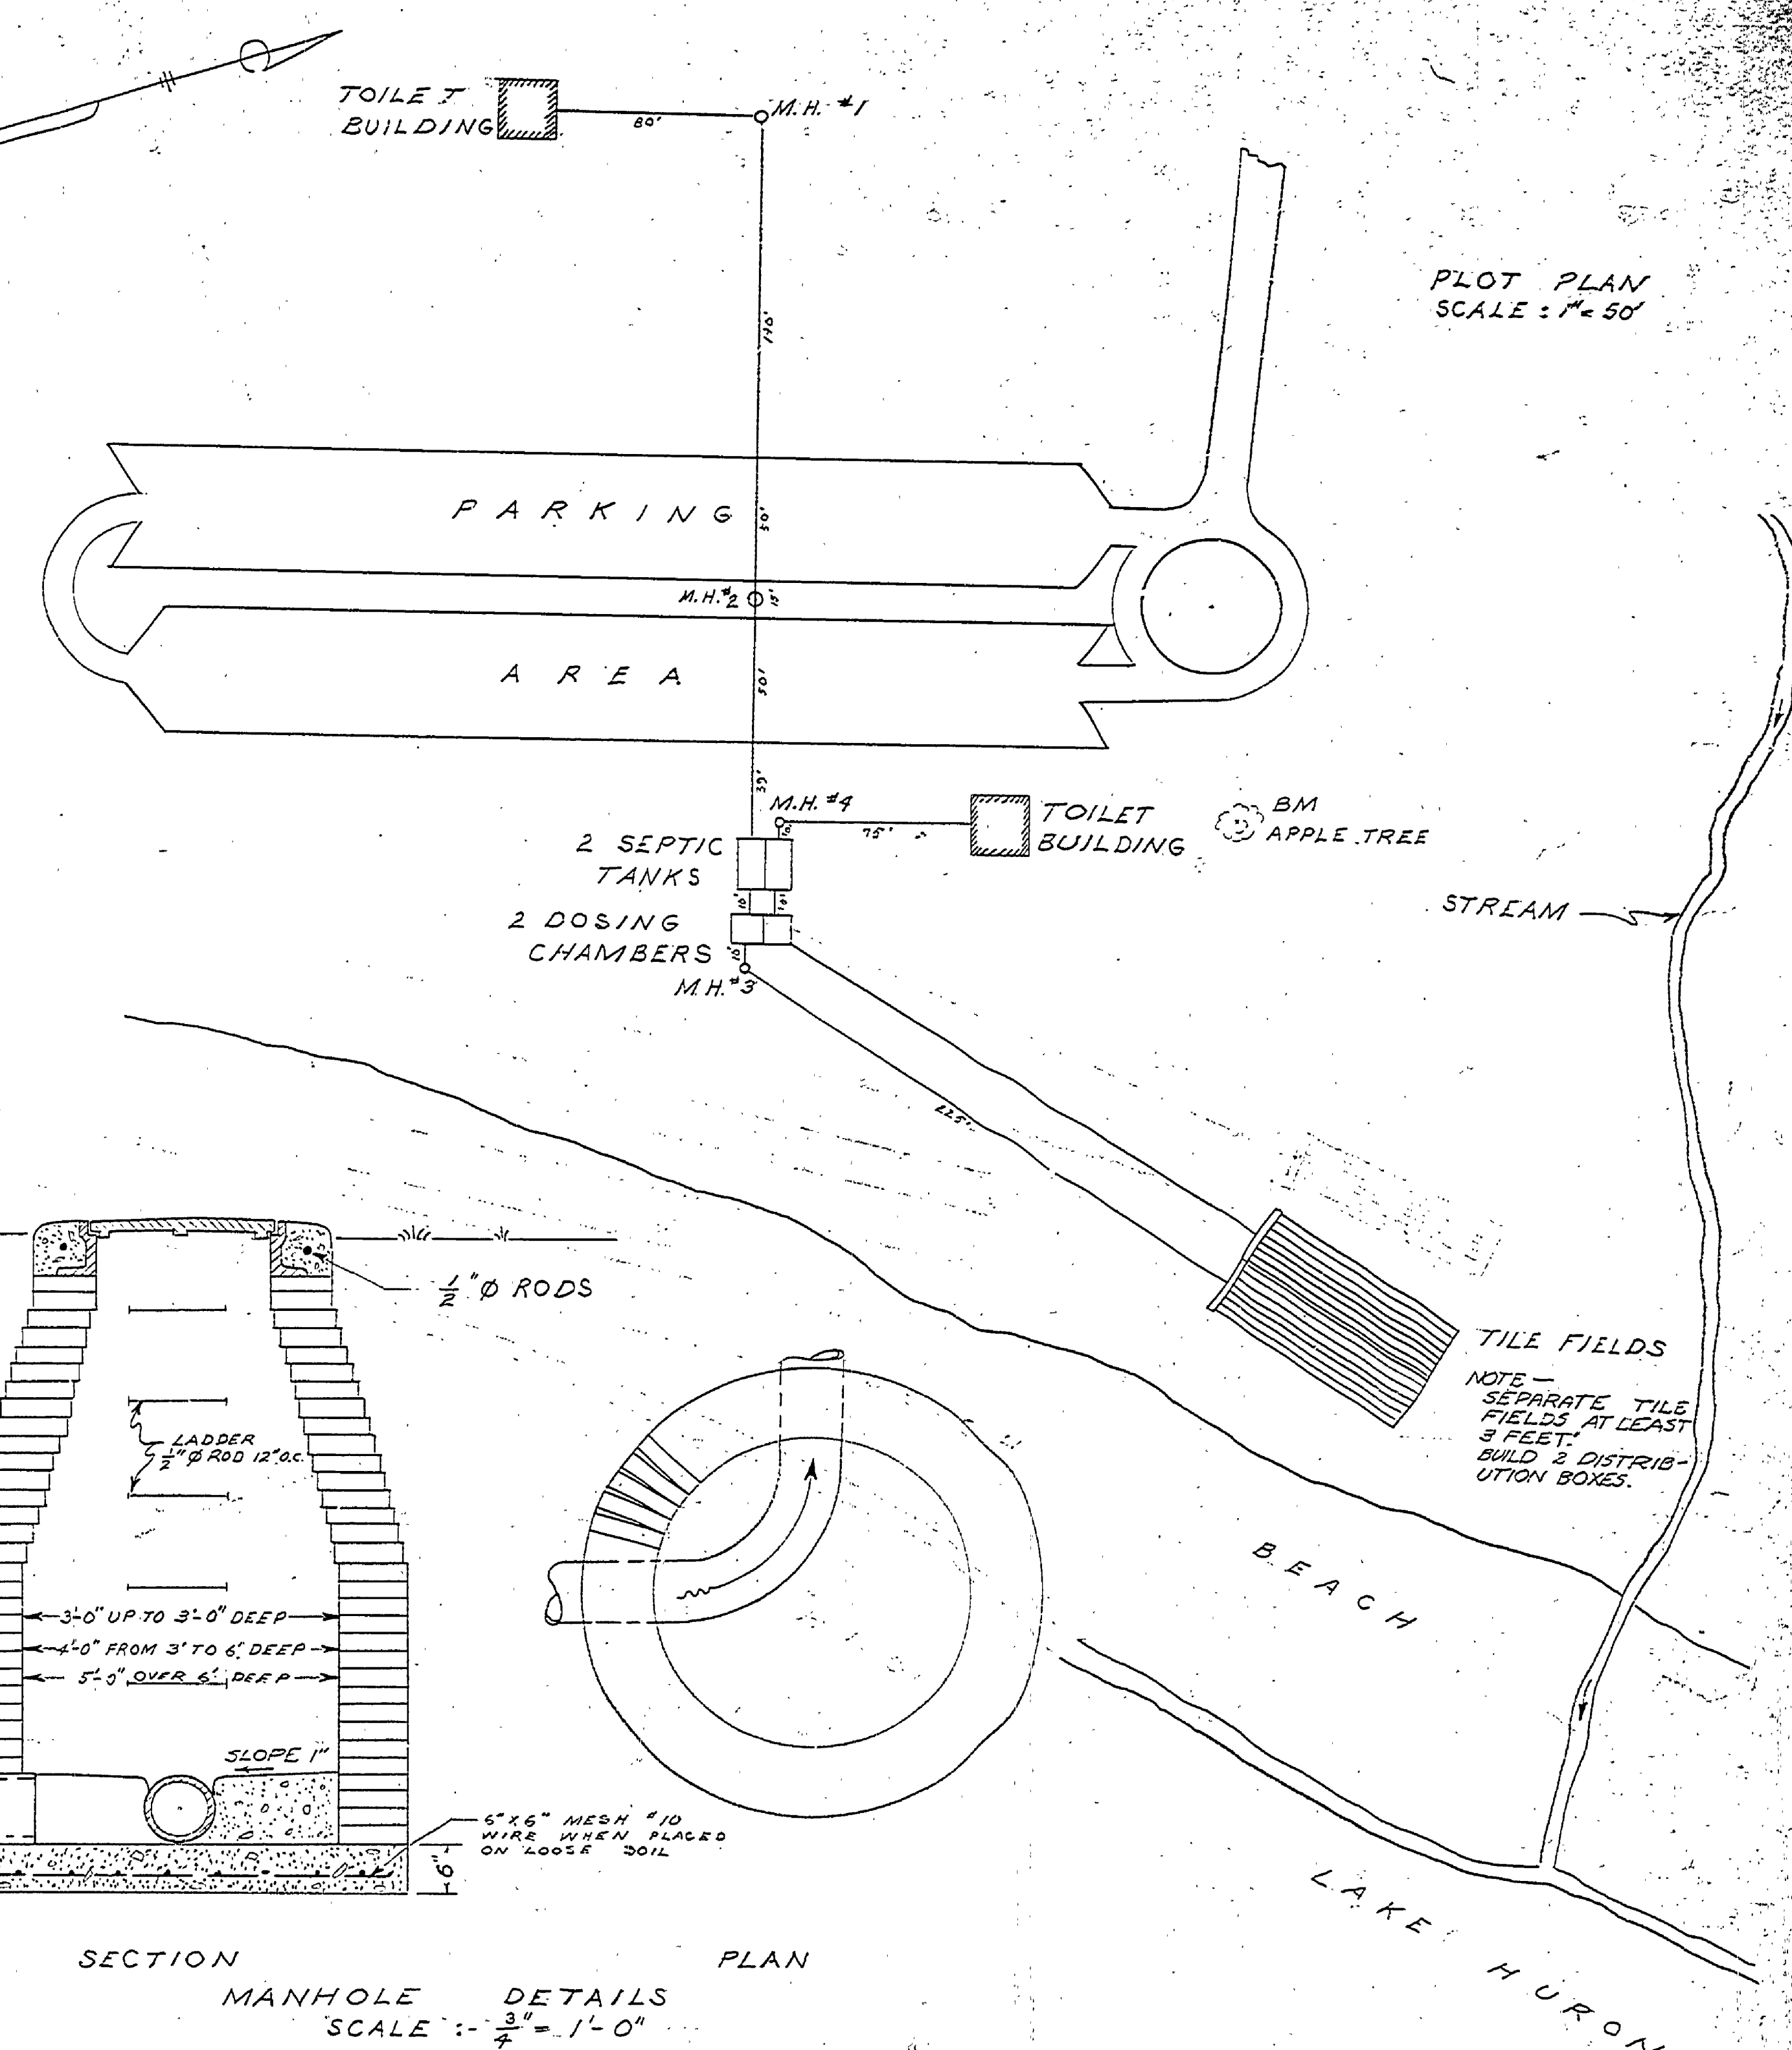 TOILET
BUILDING
80'
M.H. #1
PLOT PLAN
SCALE : 1" = 50'
PARKING
50'
M.H. #2
15'
AREA
50'
39'
M.H. #4
10'
75'
TOILET
BUILDING
BM
APPLE TREE
2 SEPTIC
TANKS
10'
10'
2 DOSING
CHAMBERS
10'
M.H. #3
STREAM
225'
1/2" Ø RODS
TILE FIELDS
NOTE —
SEPARATE TILE
FIELDS AT LEAST
3 FEET.
BUILD 2 DISTRIB-
UTION BOXES.
LADDER
1/2" Ø ROD 12" O.C.
3'-0" UP TO 3'-0" DEEP
4'-0" FROM 3' TO 6' DEEP
5'-0" OVER 6' DEEP
SLOPE 1"
6" X 6" MESH #10
WIRE WHEN PLACED
ON LOOSE SOIL
6"
BEACH
LAKE HURON
SECTION
PLAN
MANHOLE DETAILS
SCALE :- 3/4" = 1'-0"